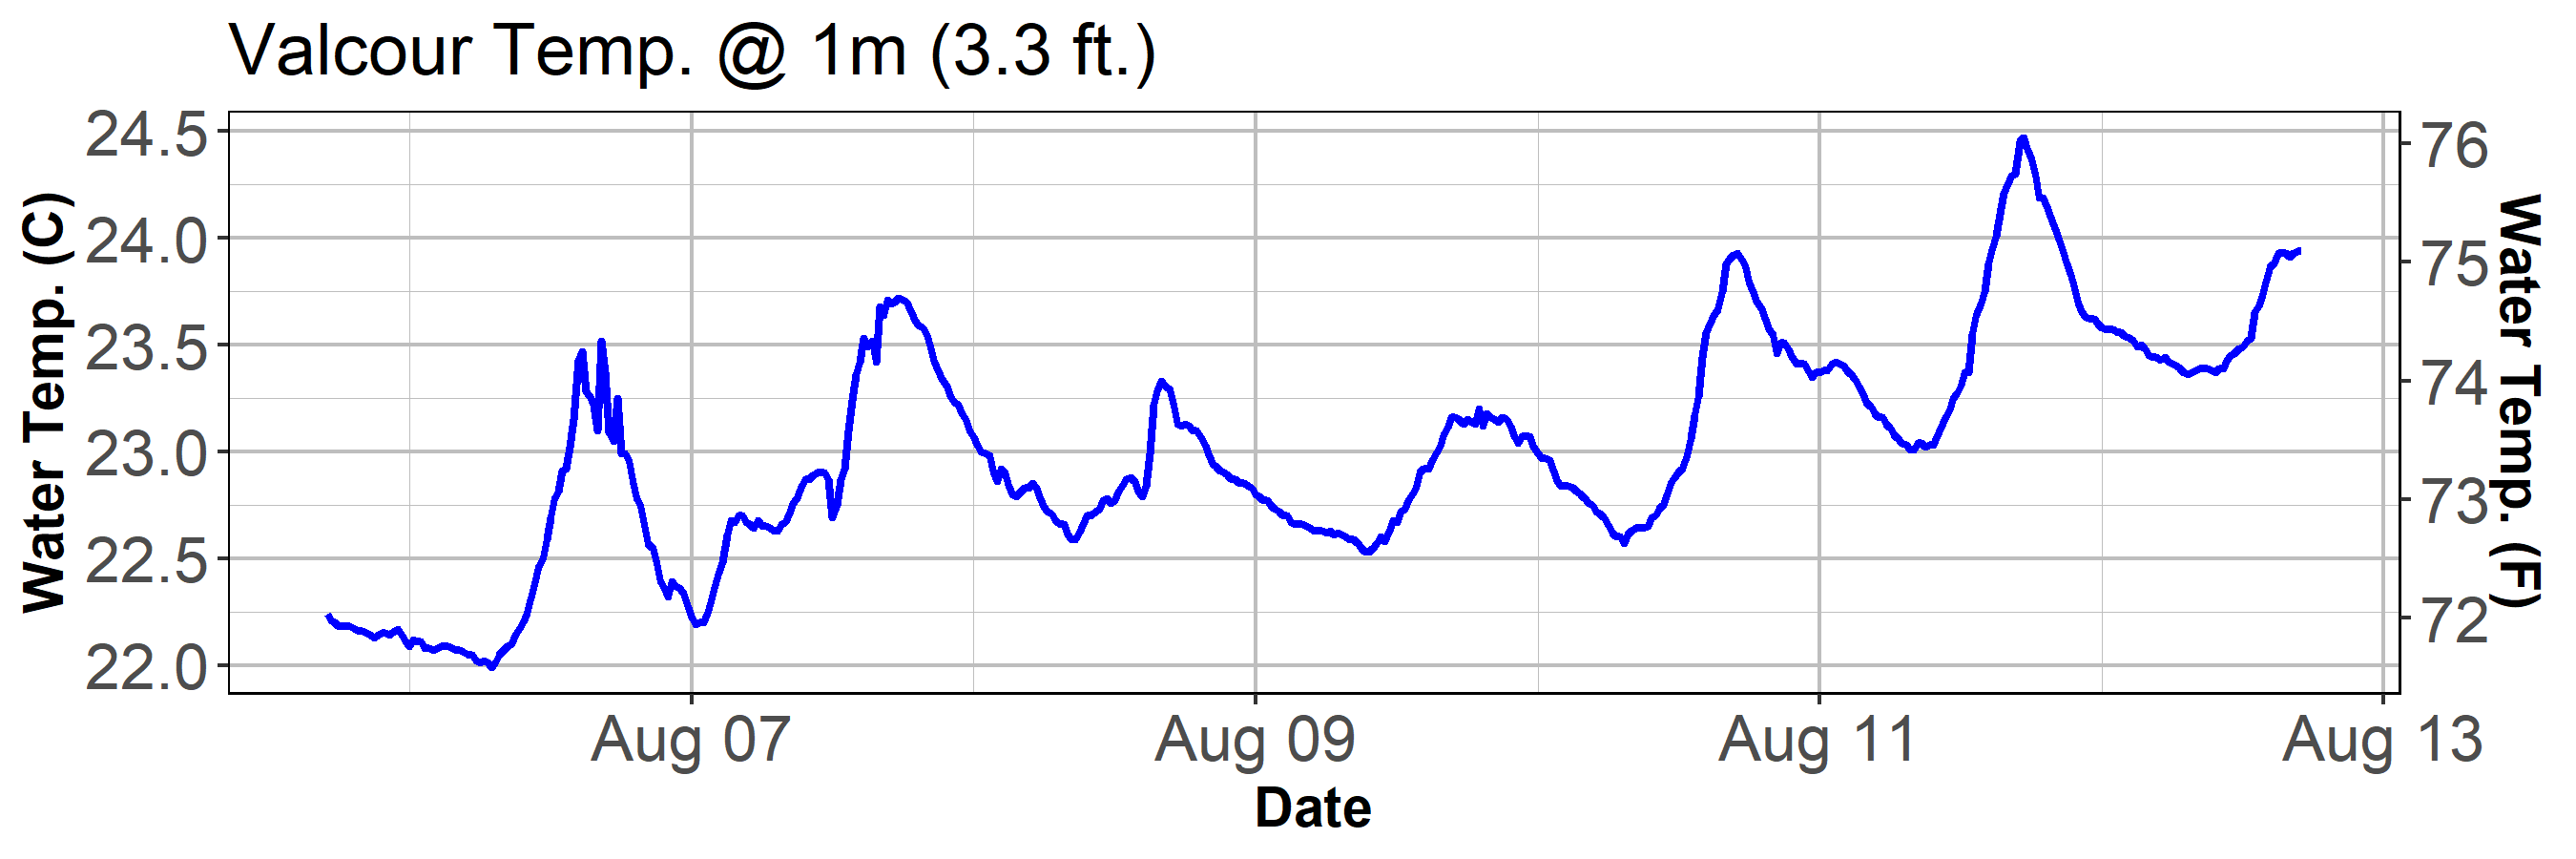 Valcour Temp. @ 1m (3.3 ft.)
Water Temp. (C)
24.5
24.0
23.5
23.0
22.5
22.0
76
75
74
73
72
Water Temp. (F)
Aug 07 Aug 09 Aug 11 Aug 13
Date